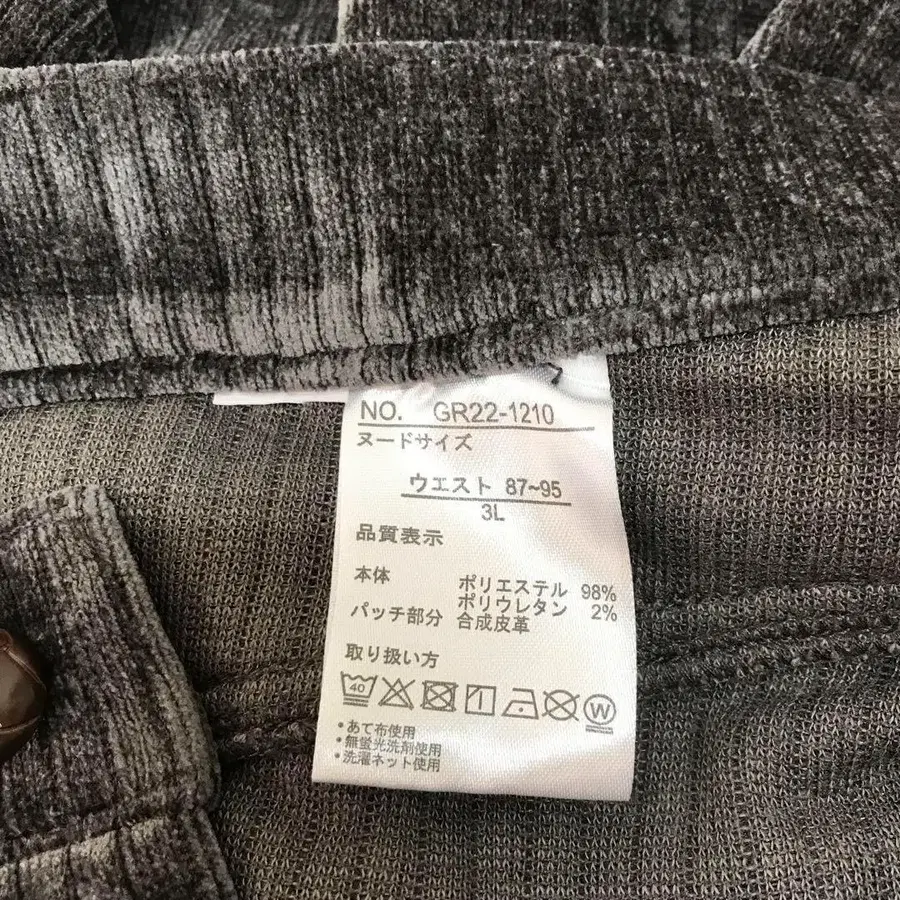 NO. GR22-1210
ヌードサイズ
ウエスト 87~95
3L
品質表示
本体 ポリエステル 98%
ポリウレタン 2%
パッチ部分 合成皮革
取り扱い方
40 W
・あて布使用
・無蛍光洗剤使用
・洗濯ネット使用